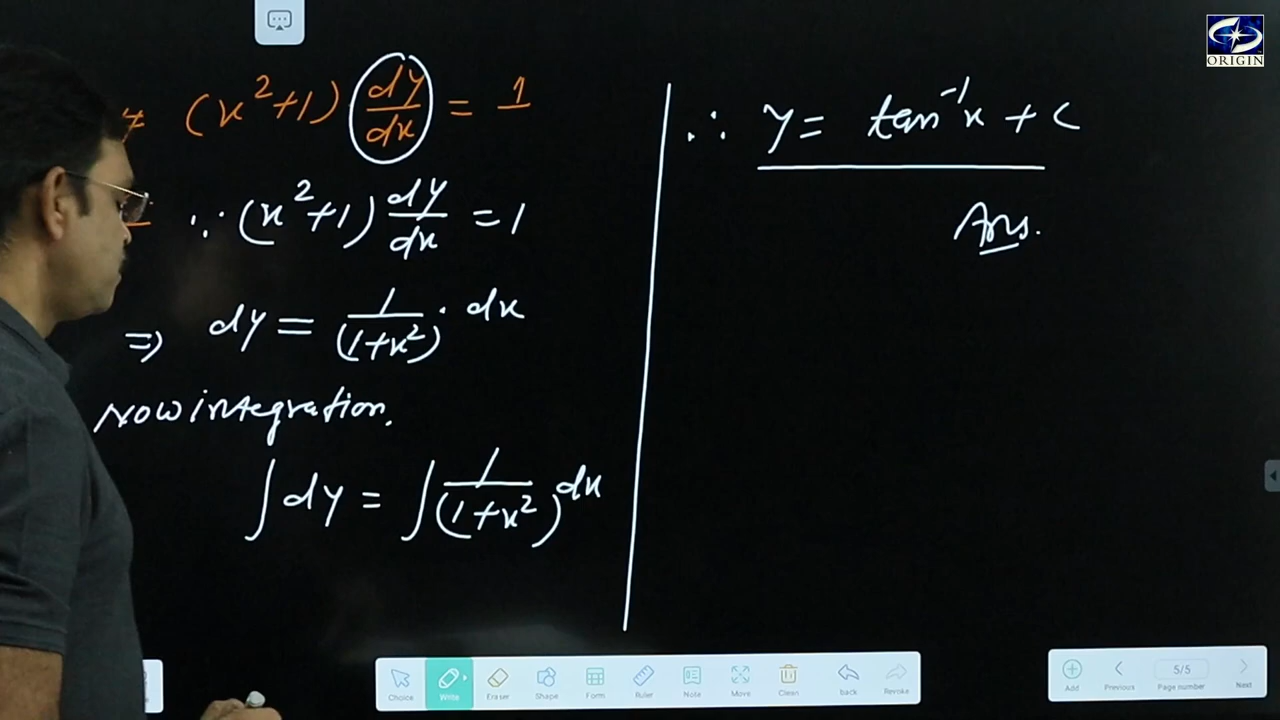 (x²+1) dy/dx = 1
∵ (x²+1) dy/dx = 1
⇒ dy = 1/(1+x²) · dx
Now integration.
∫ dy = ∫ 1/(1+x²) dx
∴ y = tan⁻¹x + c
Ans.
ORIGIN
Choice
Write
Eraser
Shape
Form
Ruler
Note
Move
Clean
back
Revoke
Add
Previous
5/5
Page number
Next